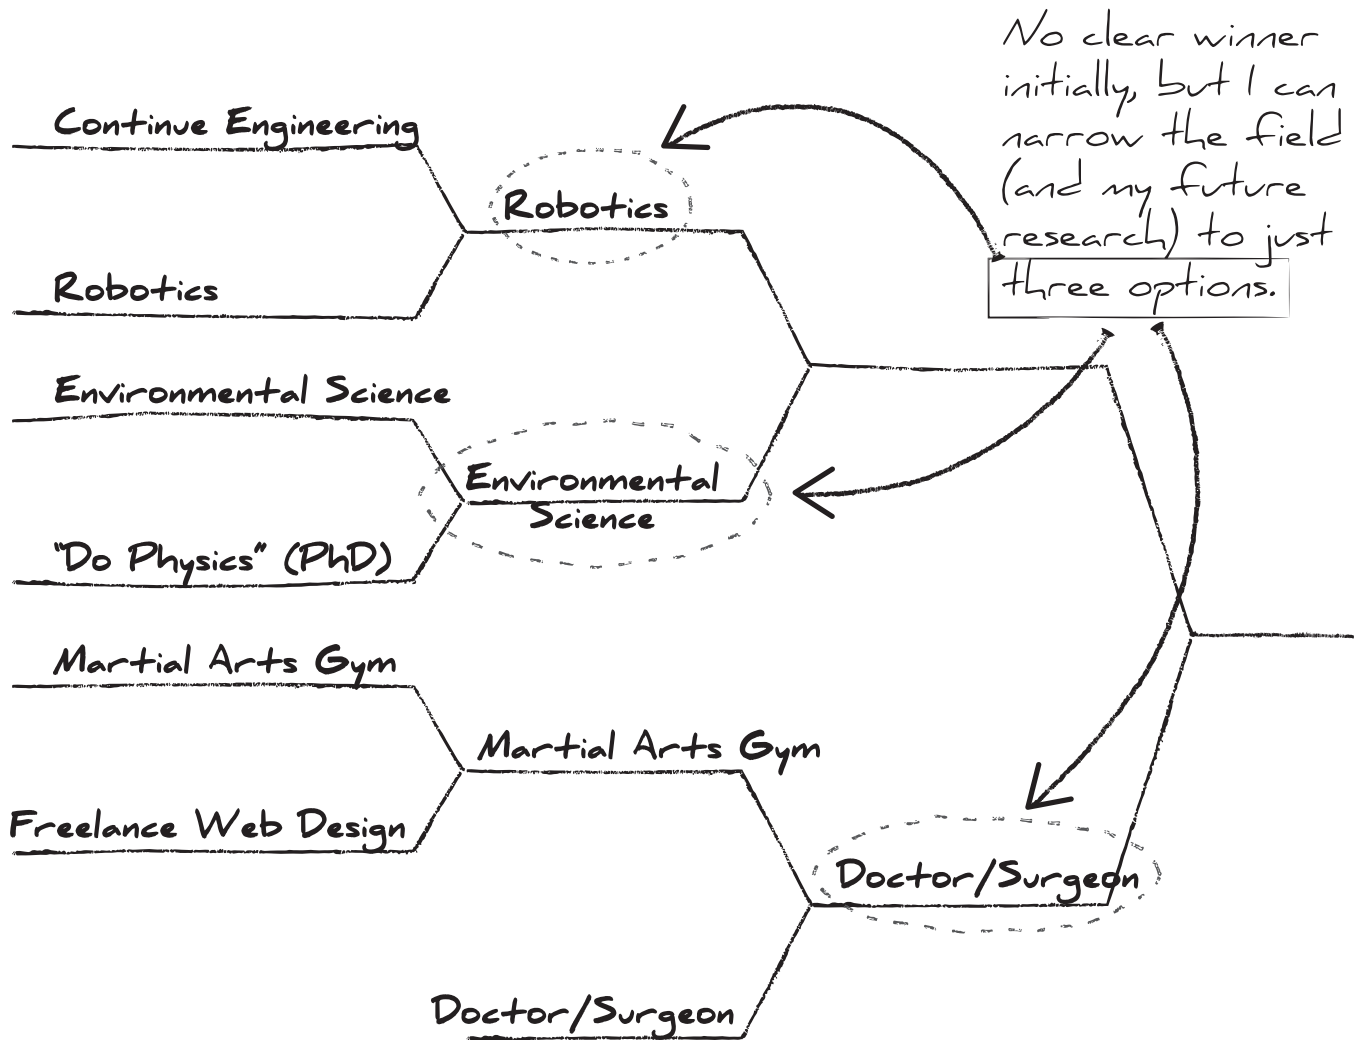 No clear winner
initially, but I can
narrow the field
(and my future
research) to just
three options.
Continue Engineering
Robotics
Robotics
Environmental Science
Environmental
Science
"Do Physics" (PhD)
Martial Arts Gym
Martial Arts Gym
Freelance Web Design
Doctor/Surgeon
Doctor/Surgeon